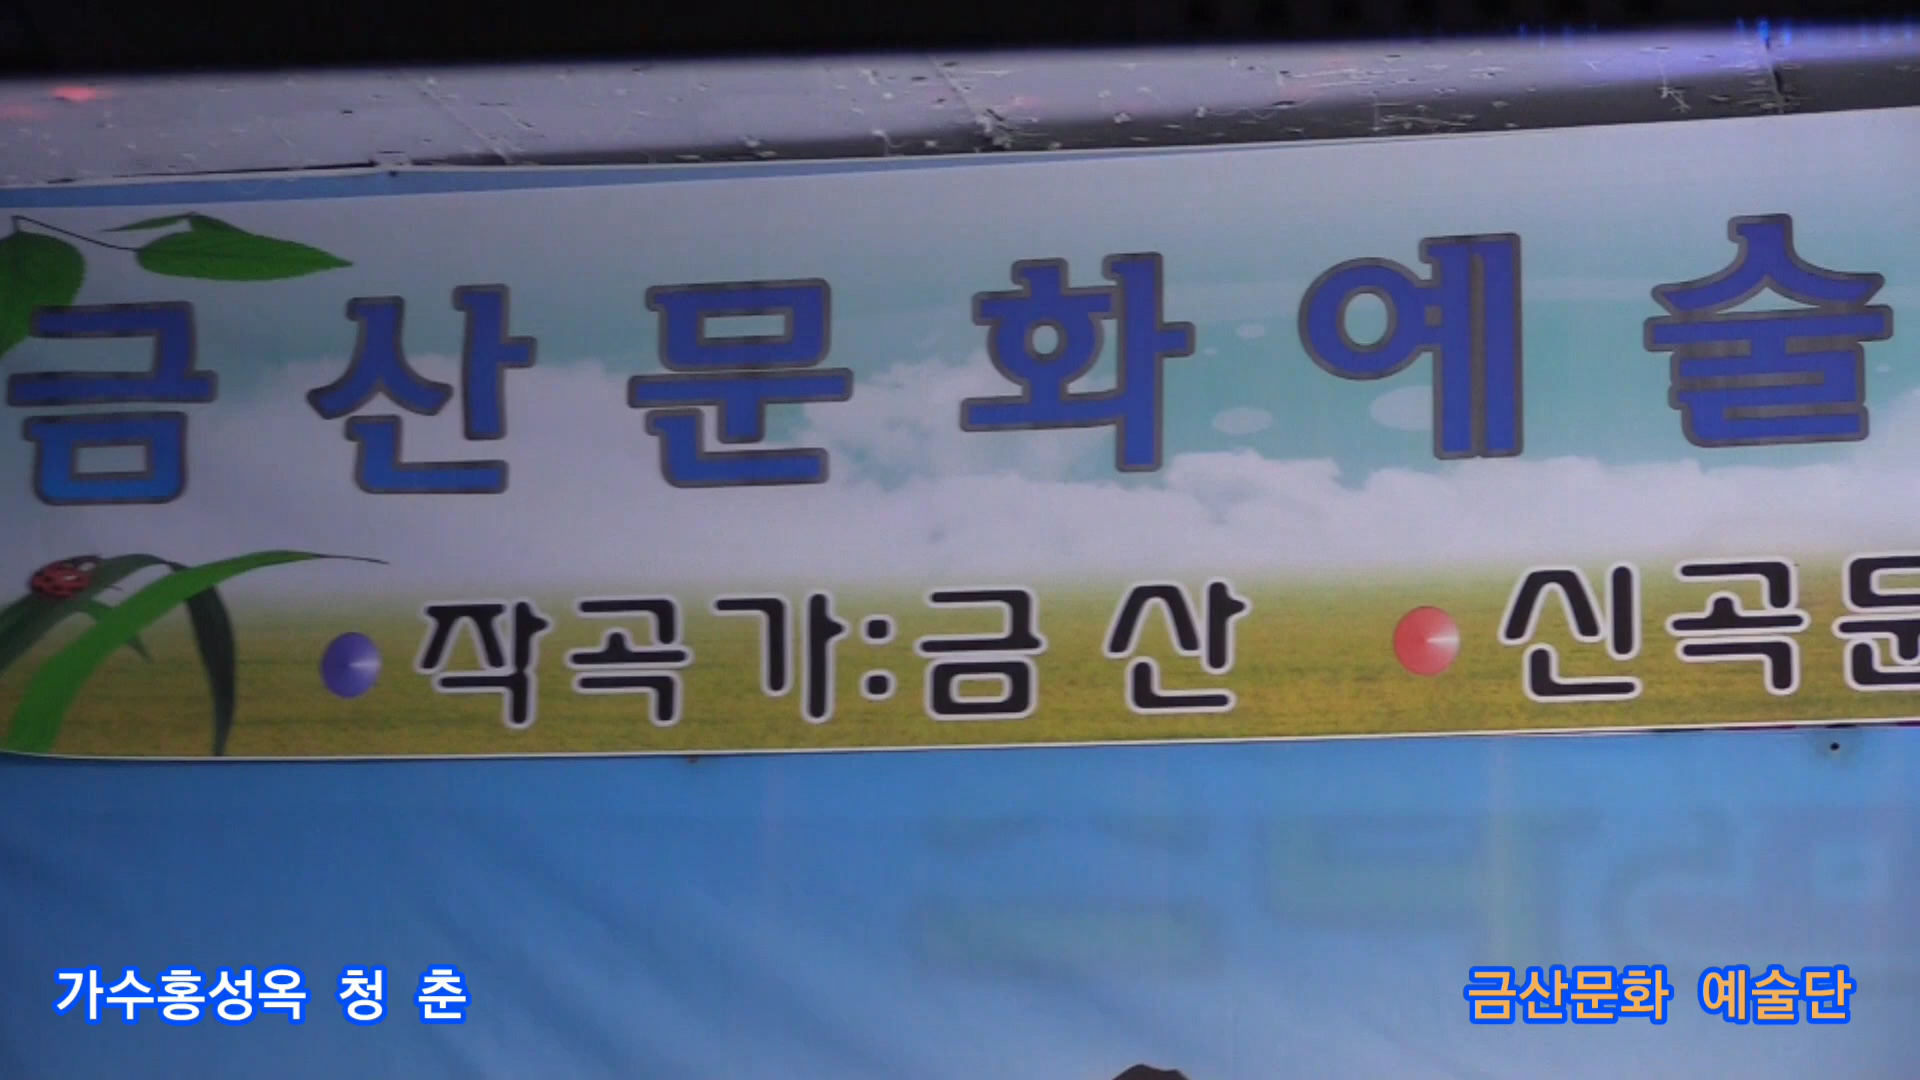 금산문화예술
작곡가:금산 신곡문
가수홍성옥 청 춘
금산문화 예술단